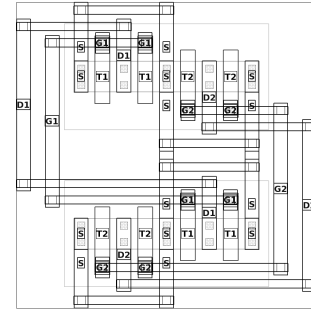 G1 G1
S S
D1
S T1 T1 S T2 T2 S
D2
D1 S G2 G2 S
G1
G2
G1 G1
D1 D
S T2 T2 S T1 T1 S
D2
S G2 G2 S